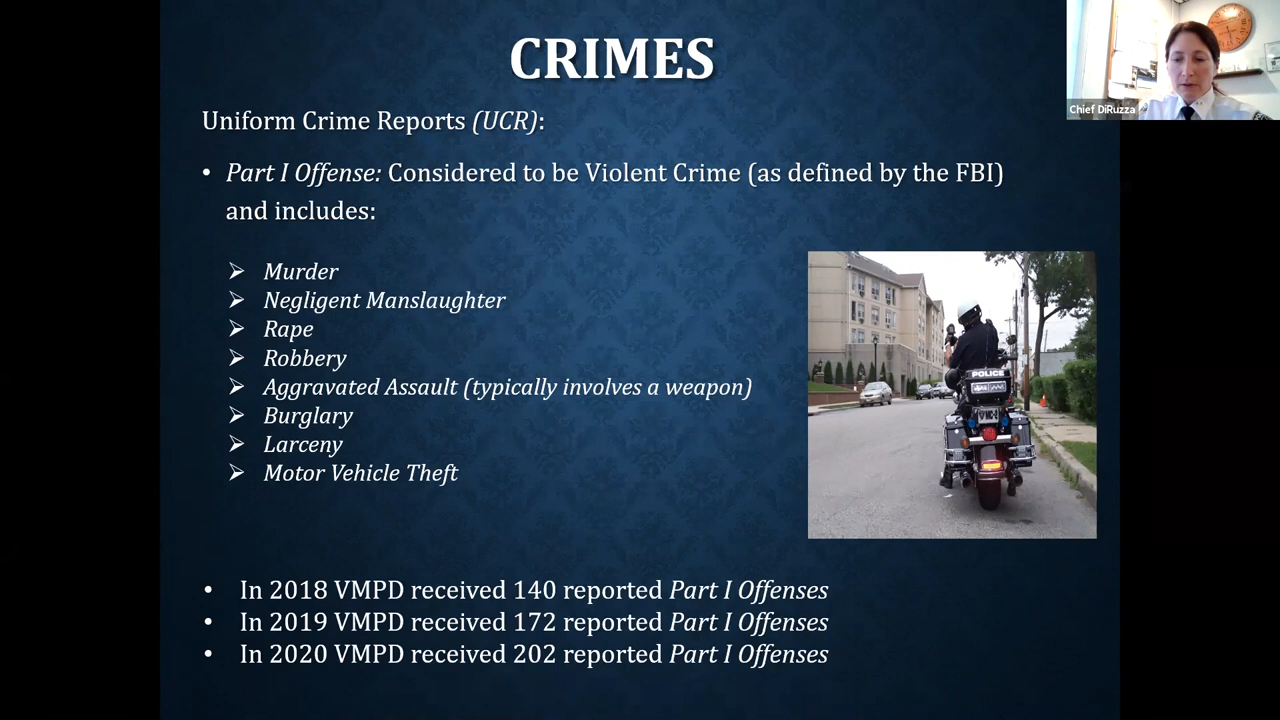 CRIMES
Chief DiRuzza
Uniform Crime Reports (UCR):
• Part I Offense: Considered to be Violent Crime (as defined by the FBI)
and includes:
➢ Murder
➢ Negligent Manslaughter
➢ Rape
➢ Robbery
➢ Aggravated Assault (typically involves a weapon)
➢ Burglary
➢ Larceny
➢ Motor Vehicle Theft
POLICE
• In 2018 VMPD received 140 reported Part I Offenses
• In 2019 VMPD received 172 reported Part I Offenses
• In 2020 VMPD received 202 reported Part I Offenses